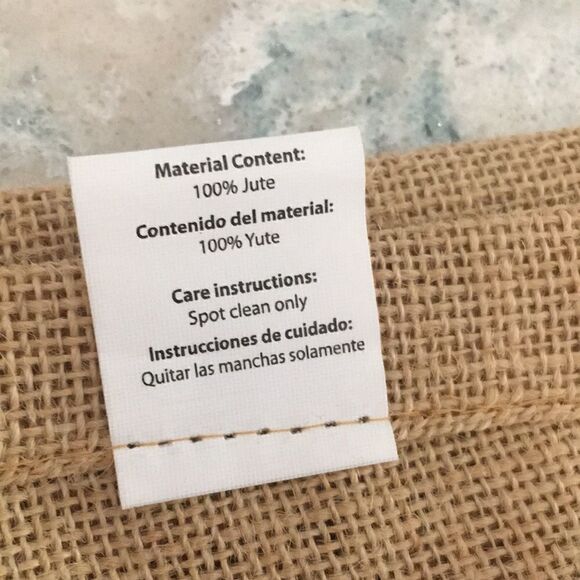 Material Content:
100% Jute
Contenido del material:
100% Yute
Care instructions:
Spot clean only
Instrucciones de cuidado:
Quitar las manchas solamente